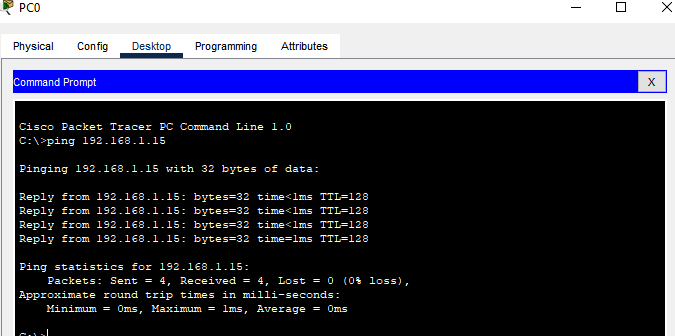 PC0
Physical Config Desktop Programming Attributes
Command Prompt X
Cisco Packet Tracer PC Command Line 1.0
C:\>ping 192.168.1.15
Pinging 192.168.1.15 with 32 bytes of data:
Reply from 192.168.1.15: bytes=32 time<1ms TTL=128
Reply from 192.168.1.15: bytes=32 time<1ms TTL=128
Reply from 192.168.1.15: bytes=32 time<1ms TTL=128
Reply from 192.168.1.15: bytes=32 time=1ms TTL=128
Ping statistics for 192.168.1.15:
Packets: Sent = 4, Received = 4, Lost = 0 (0% loss),
Approximate round trip times in milli-seconds:
Minimum = 0ms, Maximum = 1ms, Average = 0ms
C:\>